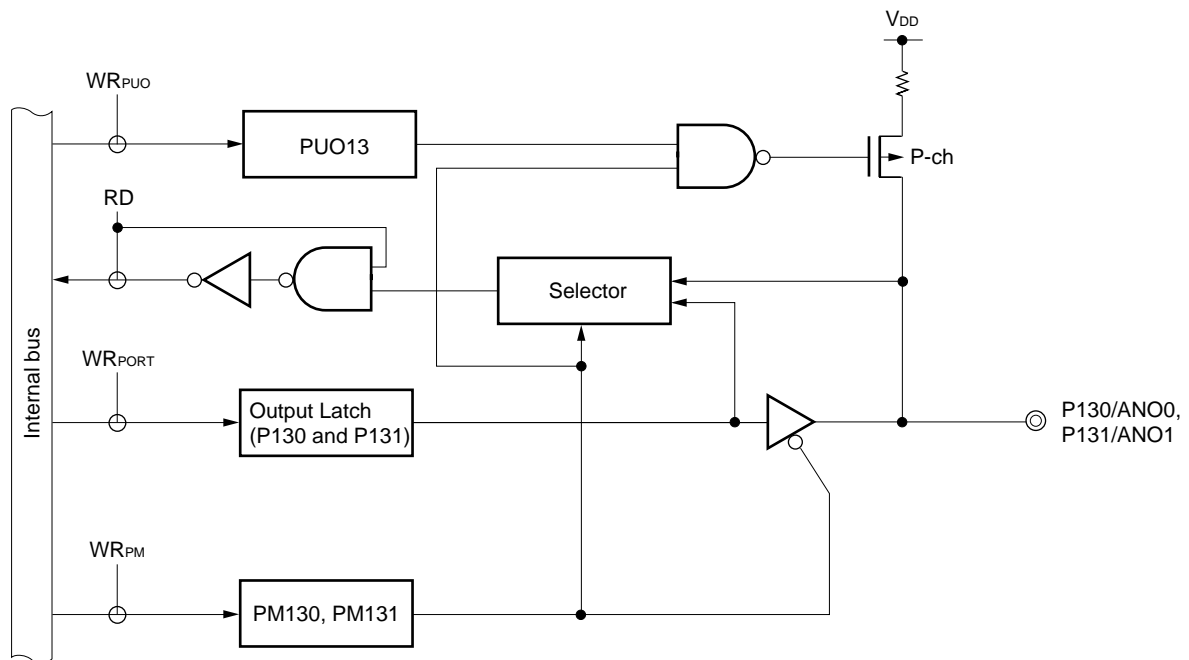 VDD
WRPUO
PUO13
P-ch
RD
Selector
Internal bus
WRPORT
Output Latch
(P130 and P131)
P130/ANO0,
P131/ANO1
WRPM
PM130, PM131